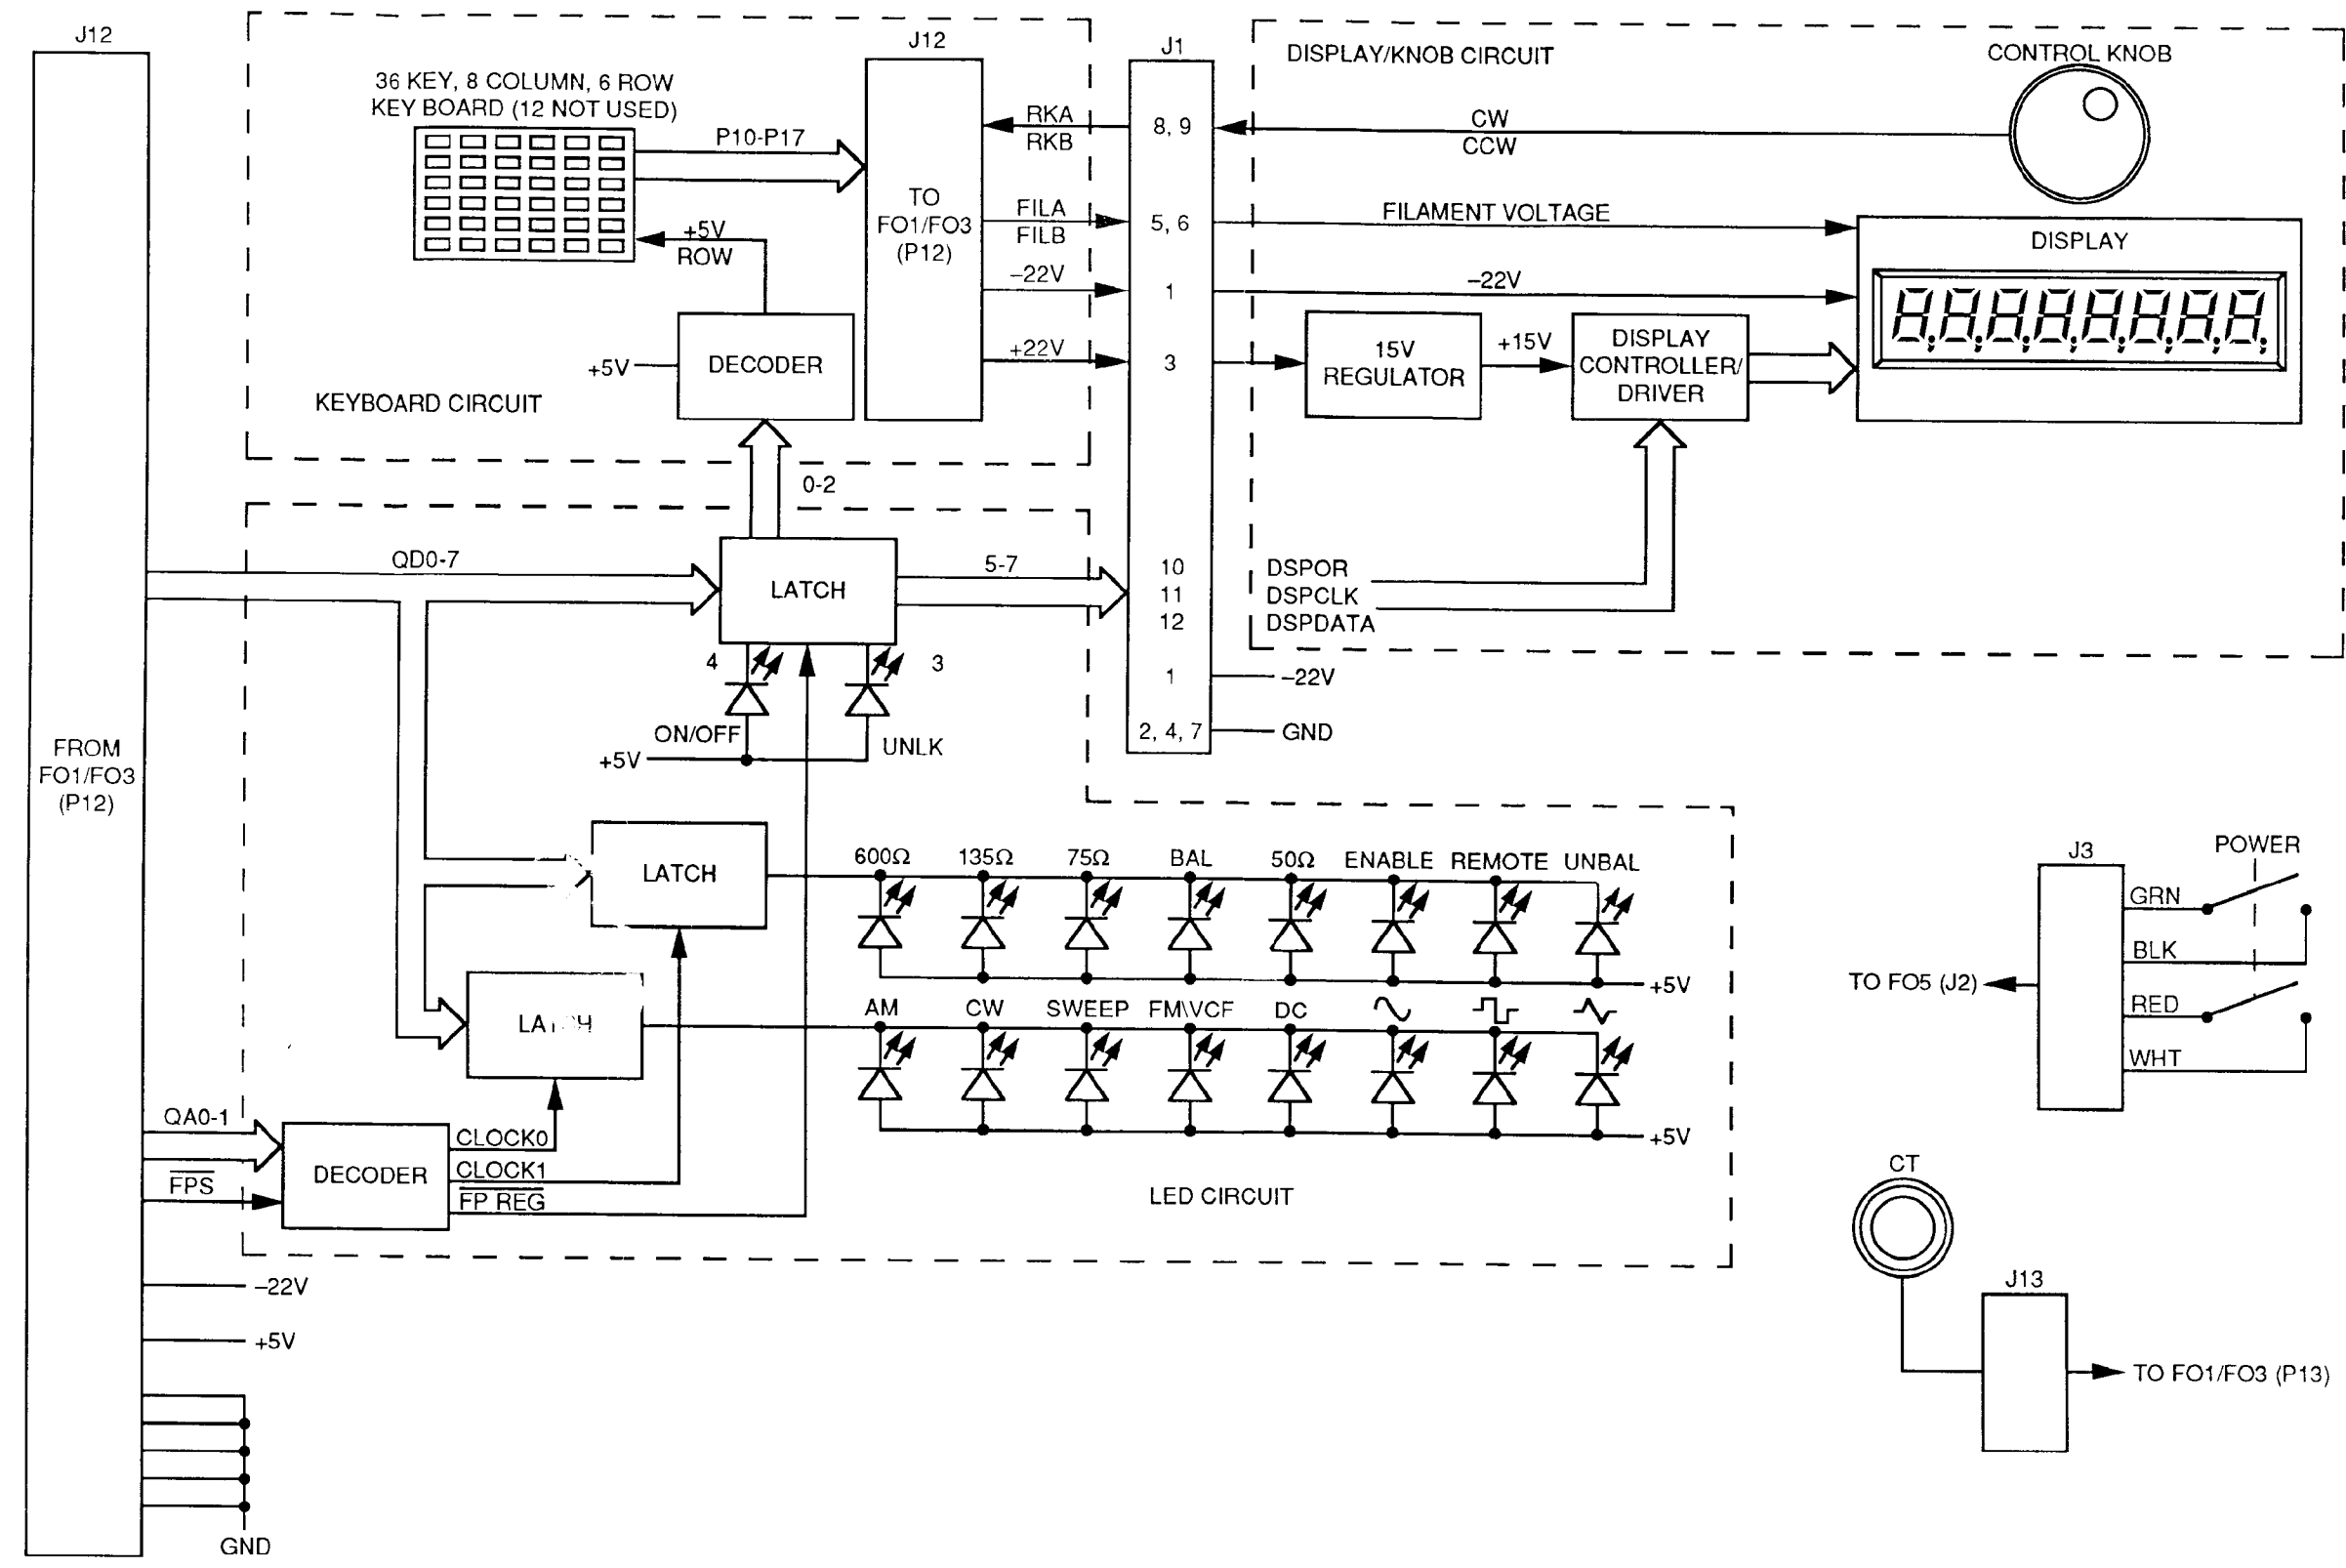 J12
FROM
FO1/FO3
(P12)
36 KEY, 8 COLUMN, 6 ROW
KEY BOARD (12 NOT USED)
P10-P17
+5V
ROW
+5V
DECODER
KEYBOARD CIRCUIT
J12
TO
FO1/FO3
(P12)
RKA
RKB
FILA
FILB
–22V
+22V
J1
8, 9
5, 6
1
3
10
11
12
1
2, 4, 7
–22V
GND
DISPLAY/KNOB CIRCUIT
CONTROL KNOB
CW
CCW
FILAMENT VOLTAGE
–22V
DISPLAY
15V
REGULATOR
+15V
DISPLAY
CONTROLLER/
DRIVER
DSPOR
DSPCLK
DSPDATA
0-2
QD0-7
LATCH
5-7
4
3
ON/OFF
UNLK
+5V
LATCH
600Ω
135Ω
75Ω
BAL
50Ω
ENABLE
REMOTE
UNBAL
+5V
LATCH
AM
CW
SWEEP
FM\VCF
DC
+5V
QA0-1
FPS
DECODER
CLOCK0
CLOCK1
FP REG
LED CIRCUIT
–22V
+5V
GND
J3
POWER
GRN
BLK
RED
WHT
TO FO5 (J2)
CT
J13
TO FO1/FO3 (P13)